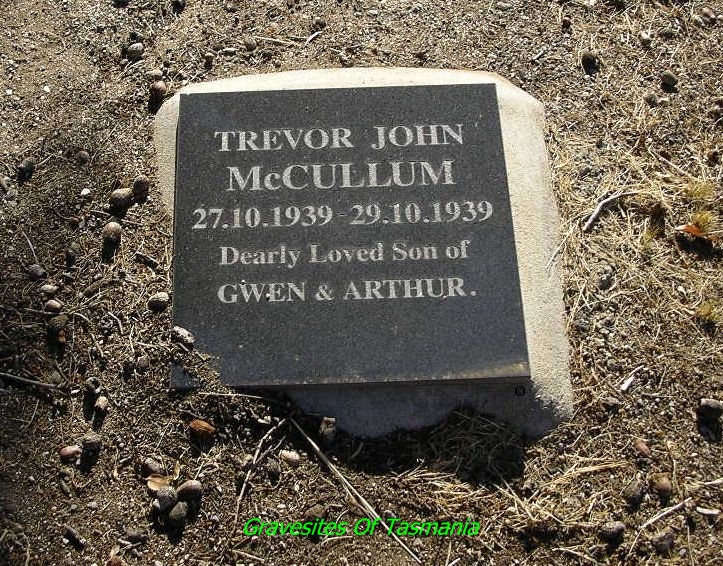 TREVOR JOHN
McCULLUM
27.10.1939 - 29.10.1939
Dearly Loved Son of
GWEN & ARTHUR.
Gravesites Of Tasmania